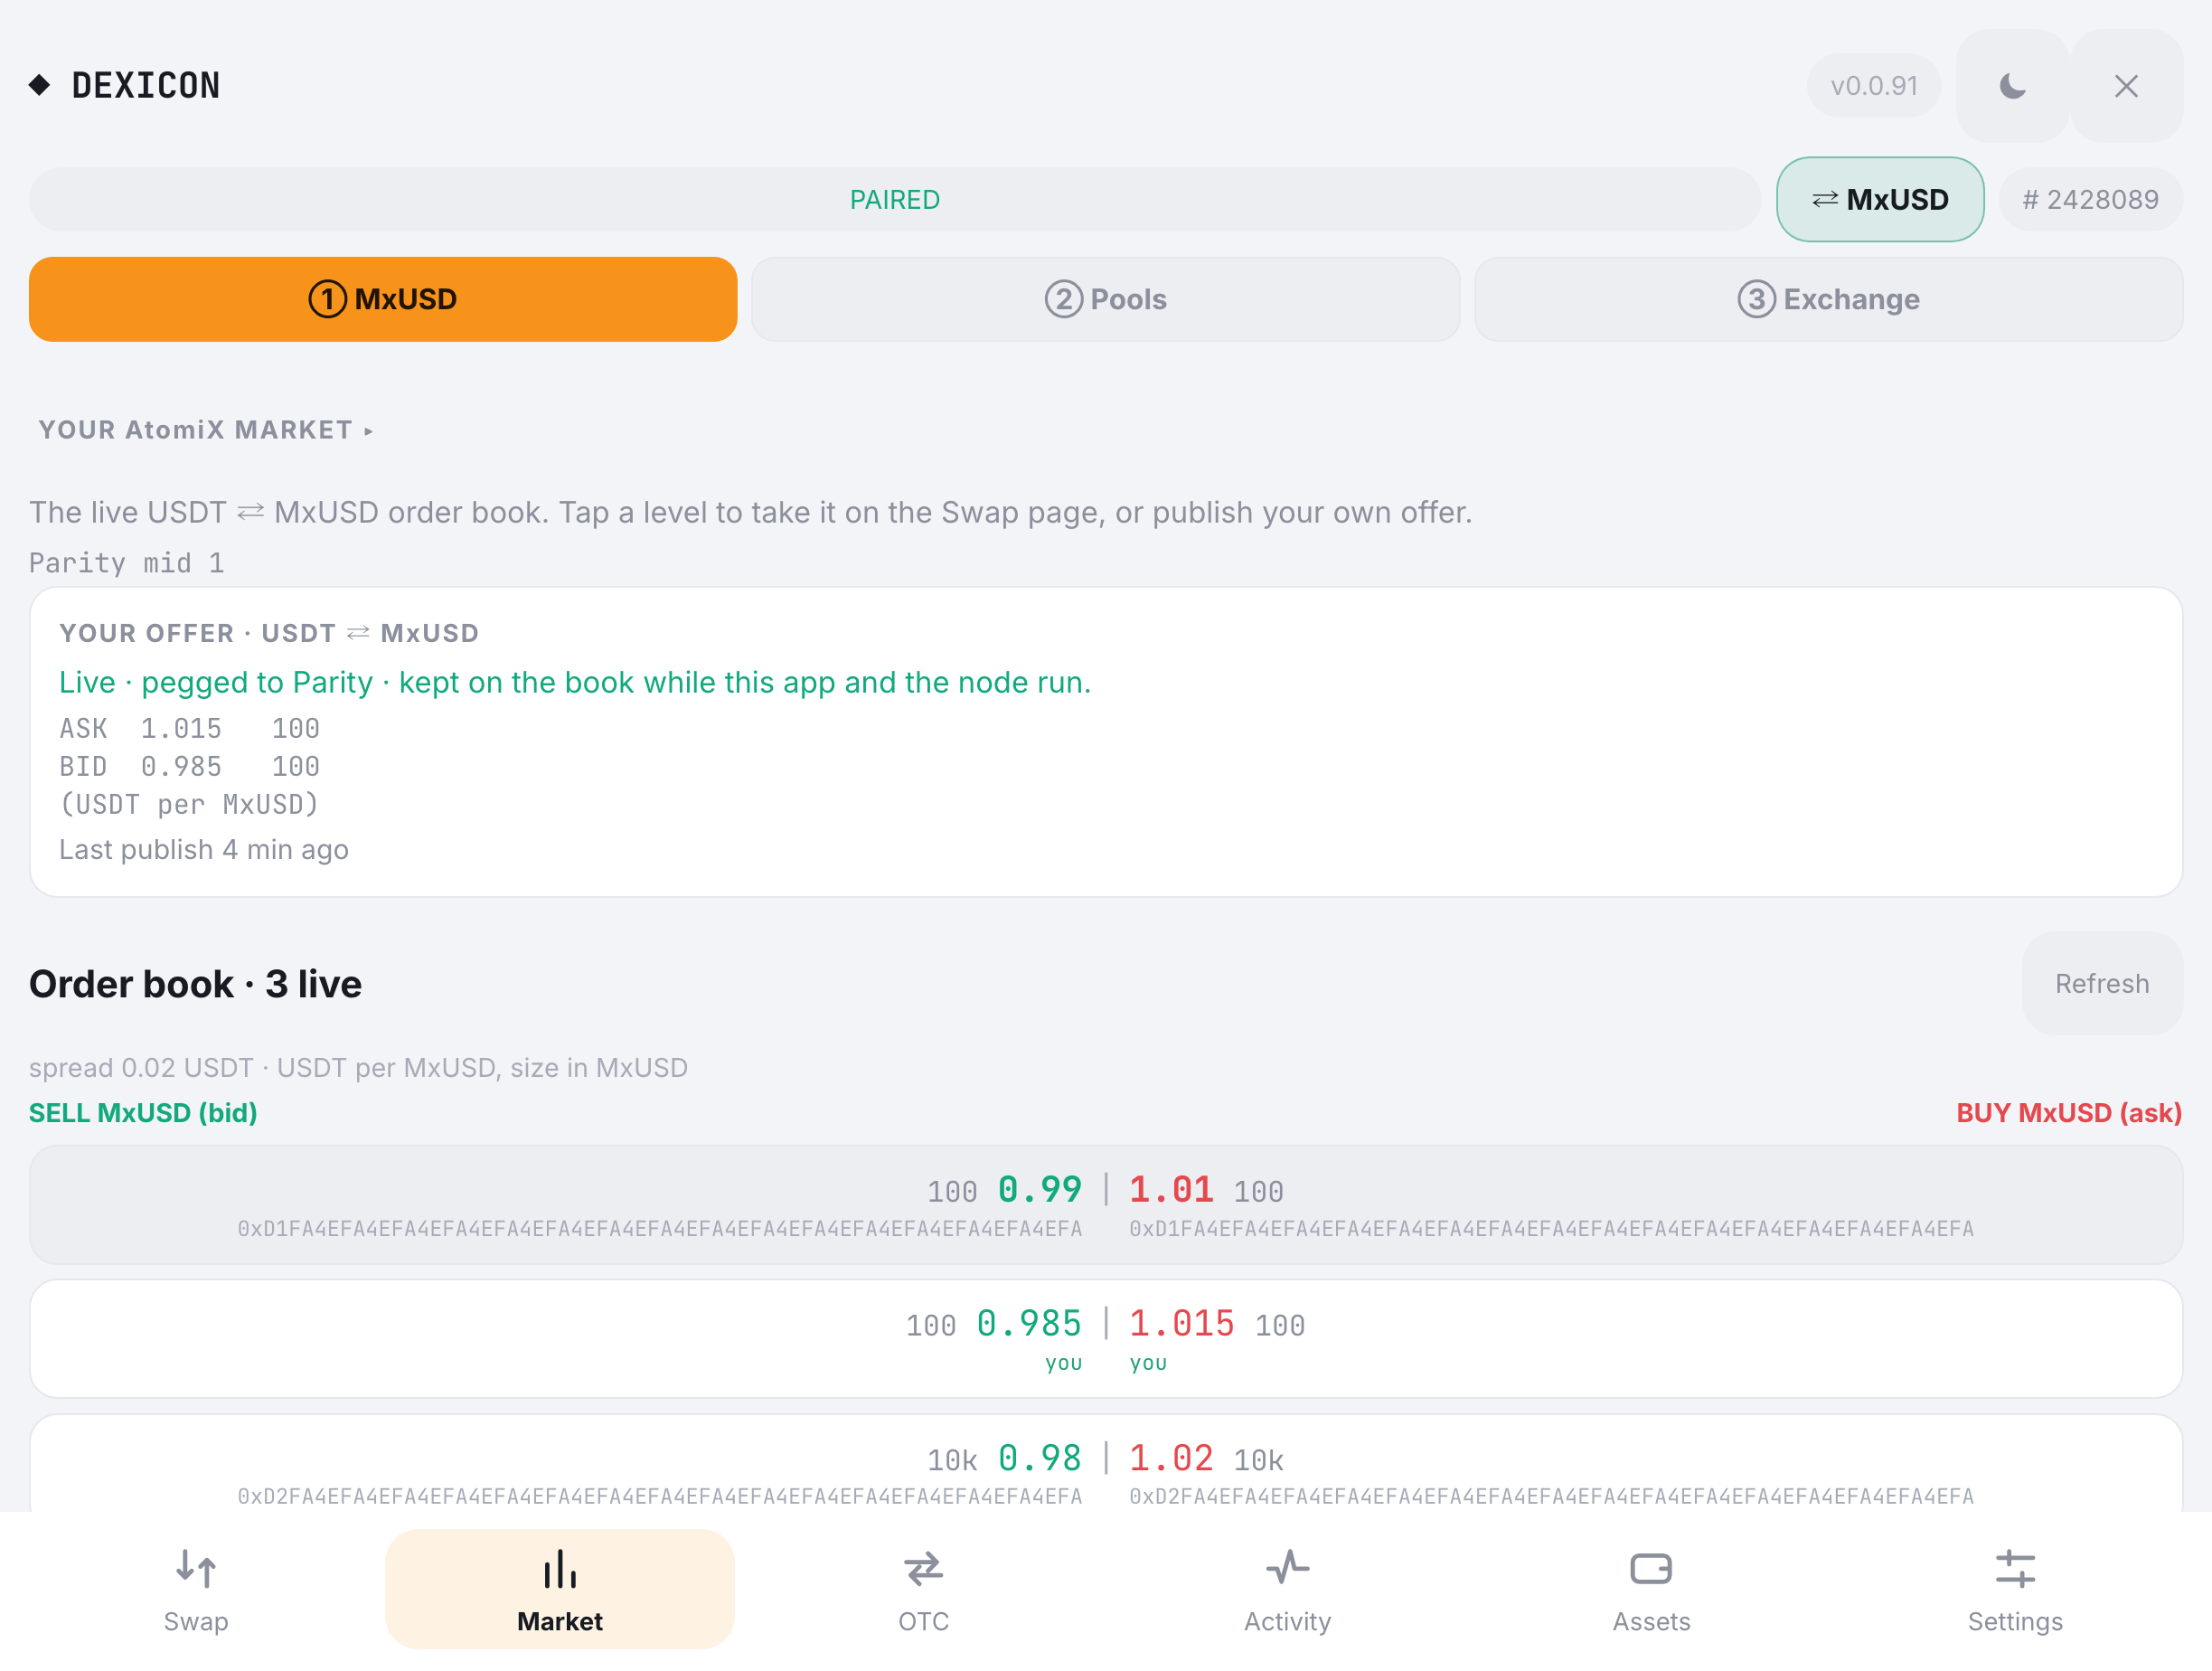 ◆ DEXICON
v0.0.91
PAIRED
⇄ MxUSD
# 2428089
① MxUSD
② Pools
③ Exchange
YOUR AtomiX MARKET ▸
The live USDT ⇄ MxUSD order book. Tap a level to take it on the Swap page, or publish your own offer.
Parity mid 1
YOUR OFFER · USDT ⇄ MxUSD
Live · pegged to Parity · kept on the book while this app and the node run.
ASK 1.015 100
BID 0.985 100
(USDT per MxUSD)
Last publish 4 min ago
Order book · 3 live
Refresh
spread 0.02 USDT · USDT per MxUSD, size in MxUSD
SELL MxUSD (bid)
BUY MxUSD (ask)
100 0.99 | 1.01 100
0xD1FA4EFA4EFA4EFA4EFA4EFA4EFA4EFA4EFA4EFA4EFA4EFA4EFA4EFA4EFA4EFA 0xD1FA4EFA4EFA4EFA4EFA4EFA4EFA4EFA4EFA4EFA4EFA4EFA4EFA4EFA4EFA4EFA
100 0.985 | 1.015 100
you you
10k 0.98 | 1.02 10k
0xD2FA4EFA4EFA4EFA4EFA4EFA4EFA4EFA4EFA4EFA4EFA4EFA4EFA4EFA4EFA4EFA 0xD2FA4EFA4EFA4EFA4EFA4EFA4EFA4EFA4EFA4EFA4EFA4EFA4EFA4EFA4EFA4EFA
Swap
Market
OTC
Activity
Assets
Settings